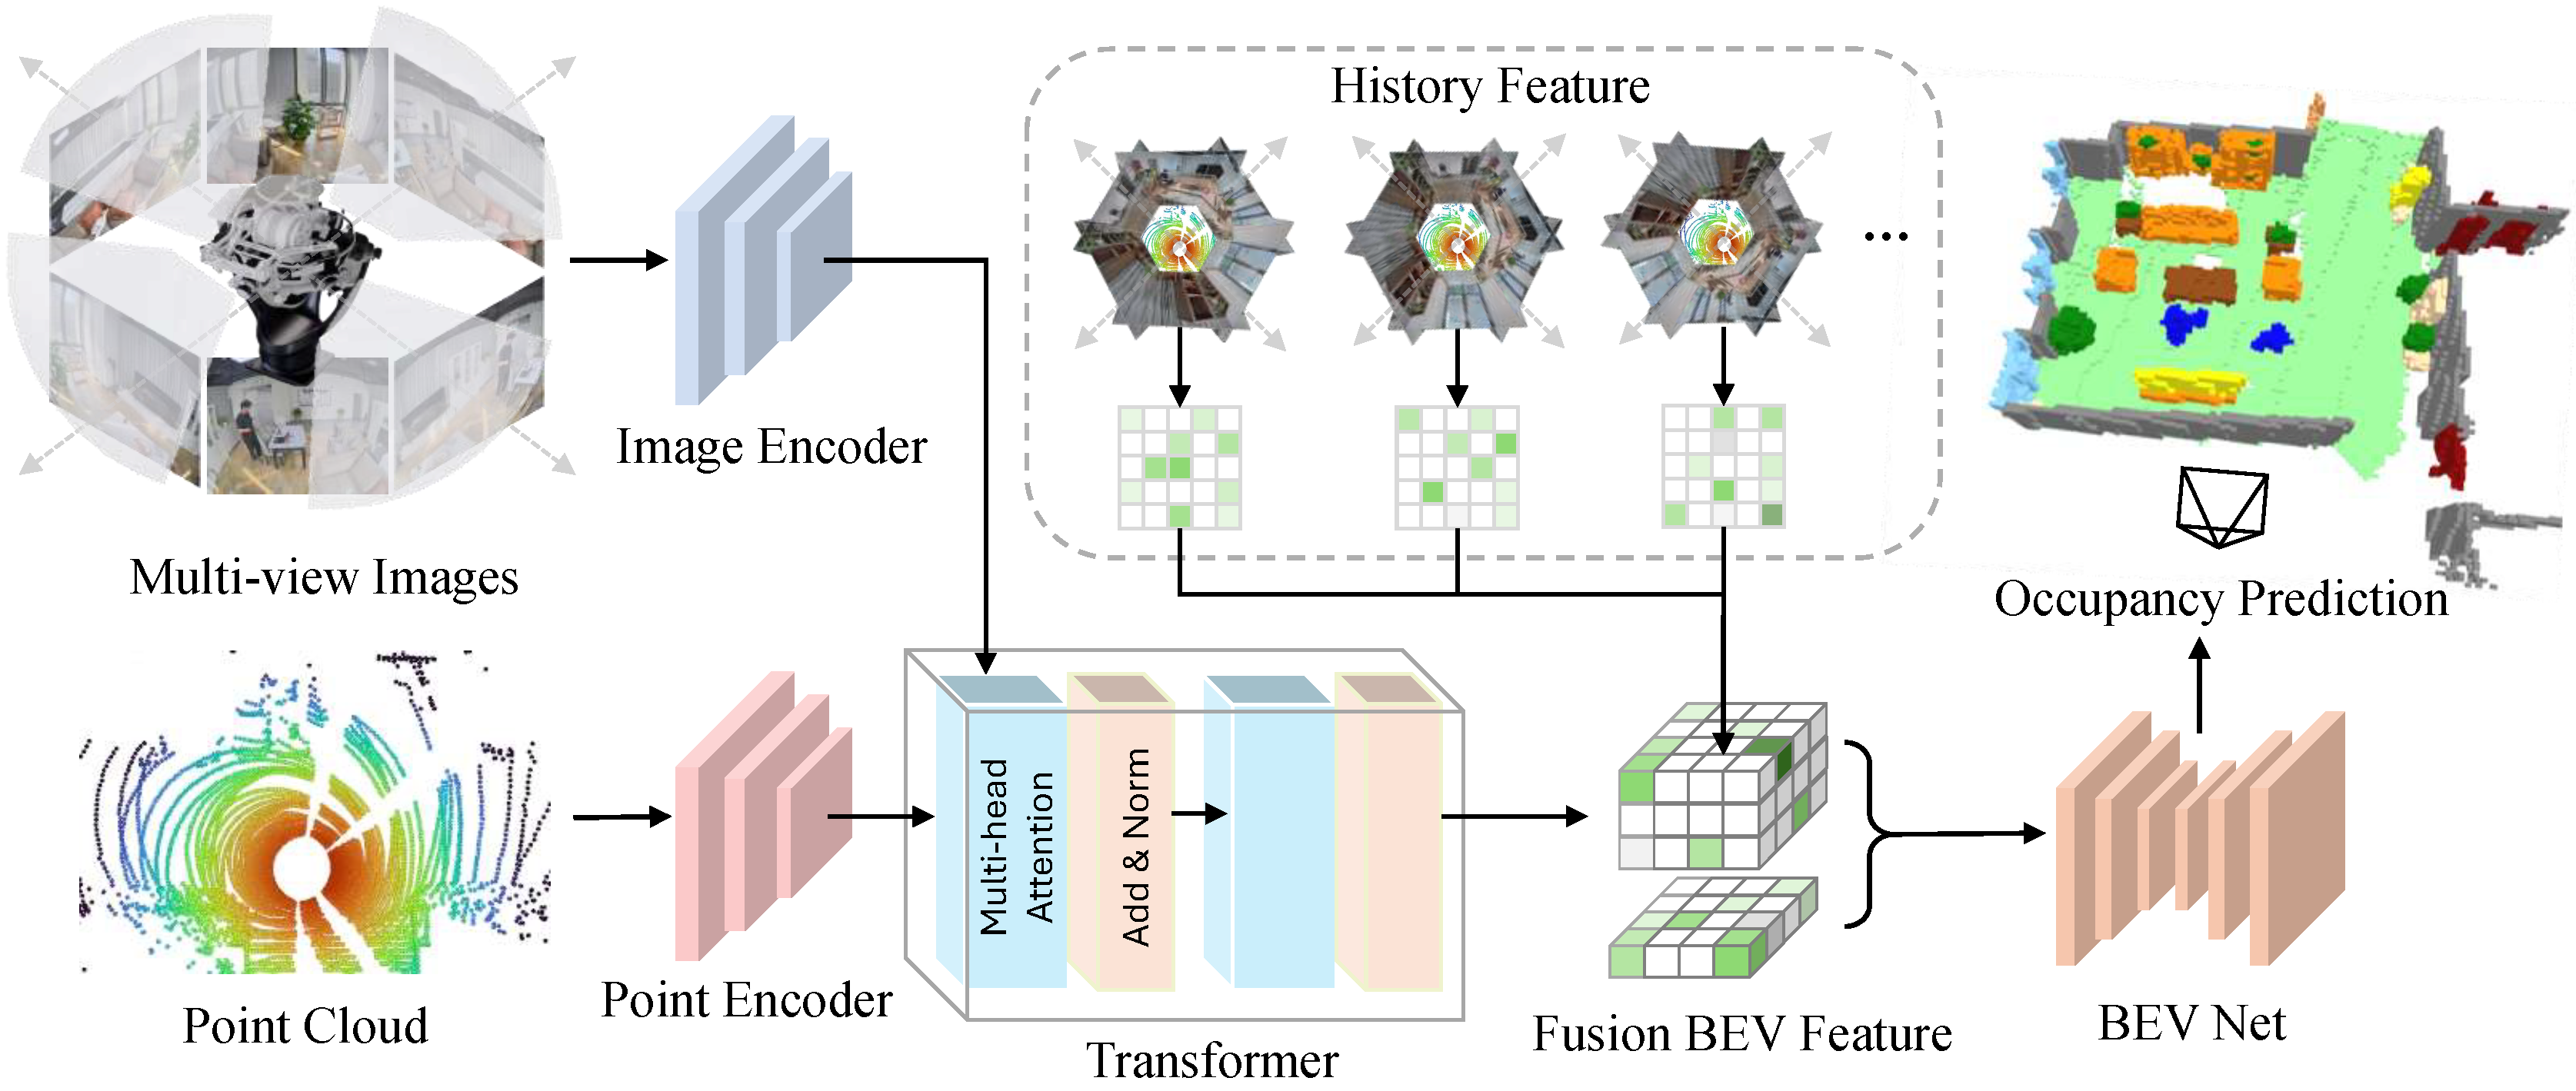 History Feature
...
Image Encoder
Multi-view Images
Occupancy Prediction
Multi-head
Attention
Add & Norm
Point Encoder
Point Cloud
Transformer
Fusion BEV Feature
BEV Net